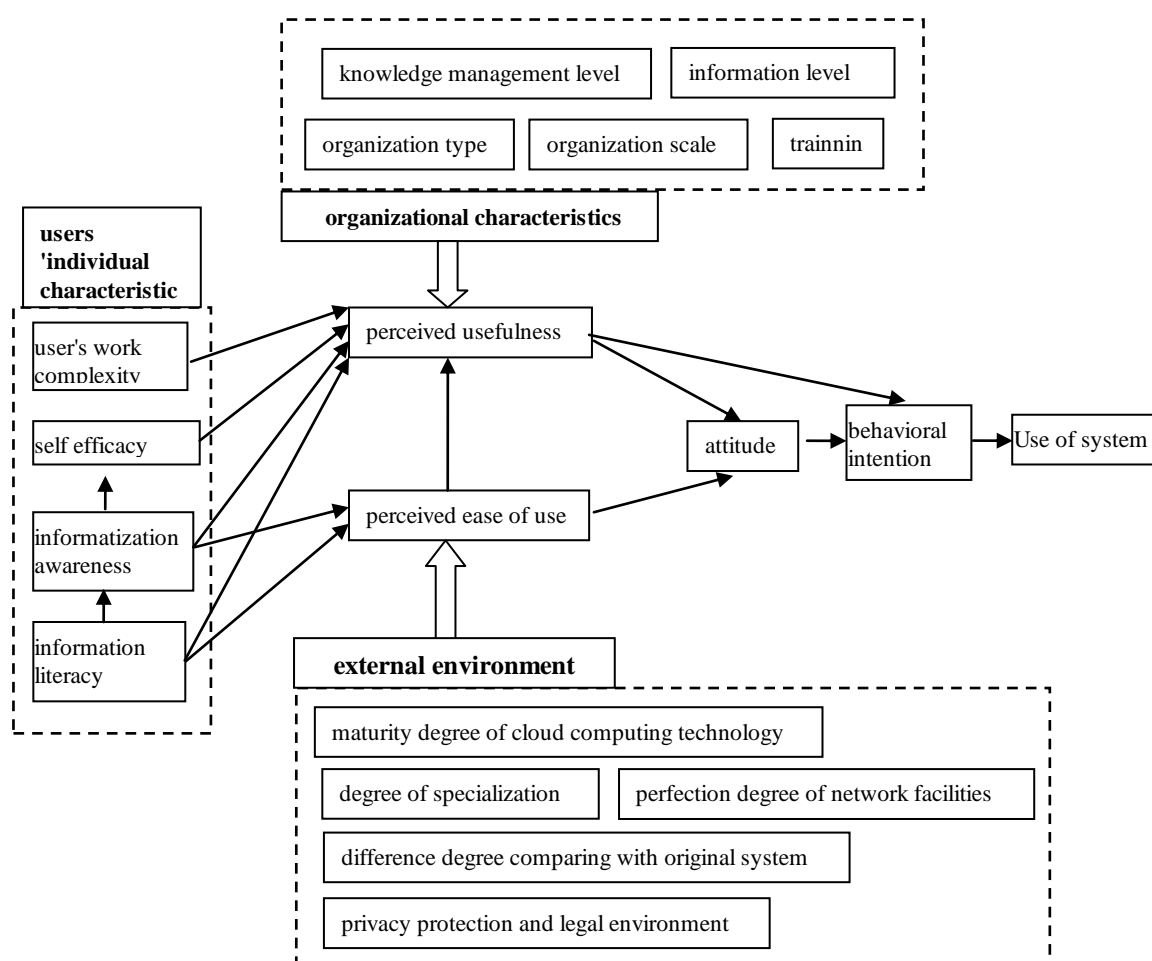 knowledge management level
information level
organization type
organization scale
trainnin
organizational characteristics
users
'individual
characteristic
user's work
complexity
self efficacy
informatization
awareness
information
literacy
perceived usefulness
perceived ease of use
attitude
behavioral
intention
Use of system
external environment
maturity degree of cloud computing technology
degree of specialization
perfection degree of network facilities
difference degree comparing with original system
privacy protection and legal environment